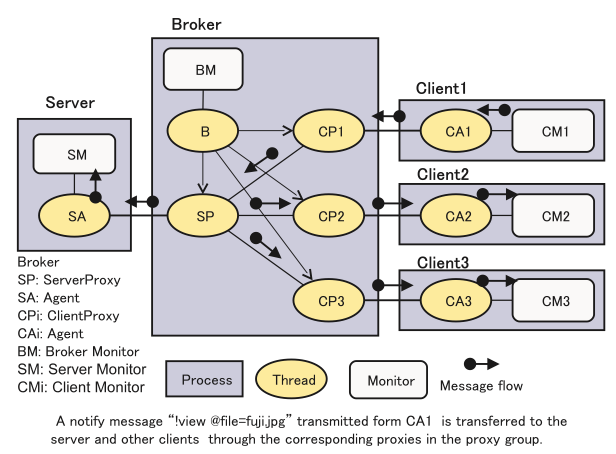 Broker
BM
Client1
Server
B
CP1
CA1
CM1
SM
Client2
SA
SP
CP2
CA2
CM2
Broker
SP: ServerProxy
SA: Agent
CPi: ClientProxy
CAi: Agent
BM: Broker Monitor
SM: Server Monitor
CMi: Client Monitor
Client3
CP3
CA3
CM3
Process
Thread
Monitor
Message flow
A notify message “!view @file=fuji.jpg” transmitted form CA1 is transferred to the
server and other clients through the corresponding proxies in the proxy group.